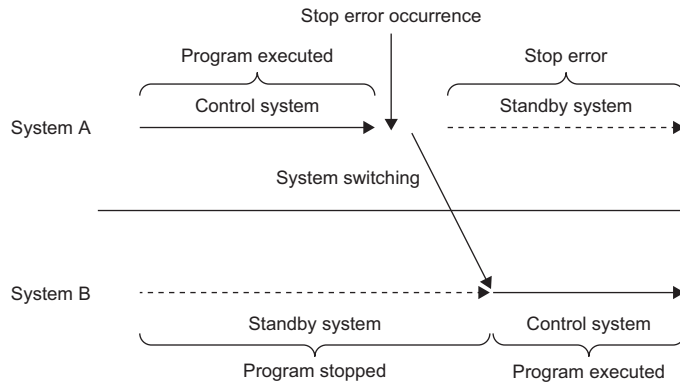 Stop error occurrence
Program executed
Stop error
Control system
Standby system
System A
System switching
System B
Standby system
Control system
Program stopped
Program executed